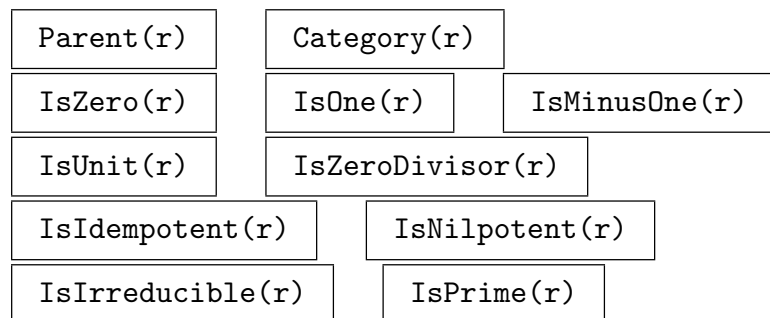 Parent(r) Category(r)
IsZero(r) IsOne(r) IsMinusOne(r)
IsUnit(r) IsZeroDivisor(r)
IsIdempotent(r) IsNilpotent(r)
IsIrreducible(r) IsPrime(r)